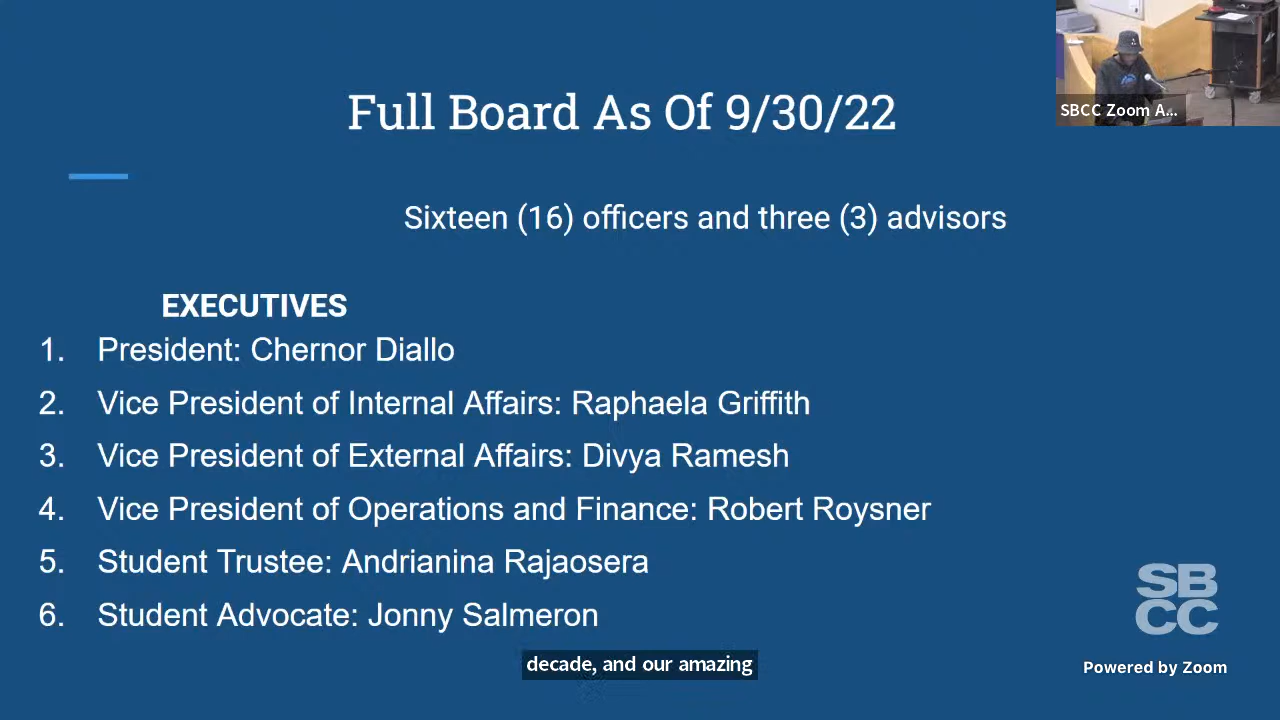 Full Board As Of 9/30/22
SBCC Zoom A...
Sixteen (16) officers and three (3) advisors
EXECUTIVES
1. President: Chernor Diallo
2. Vice President of Internal Affairs: Raphaela Griffith
3. Vice President of External Affairs: Divya Ramesh
4. Vice President of Operations and Finance: Robert Roysner
5. Student Trustee: Andrianina Rajaosera
6. Student Advocate: Jonny Salmeron
SB
CC
decade, and our amazing
Powered by Zoom